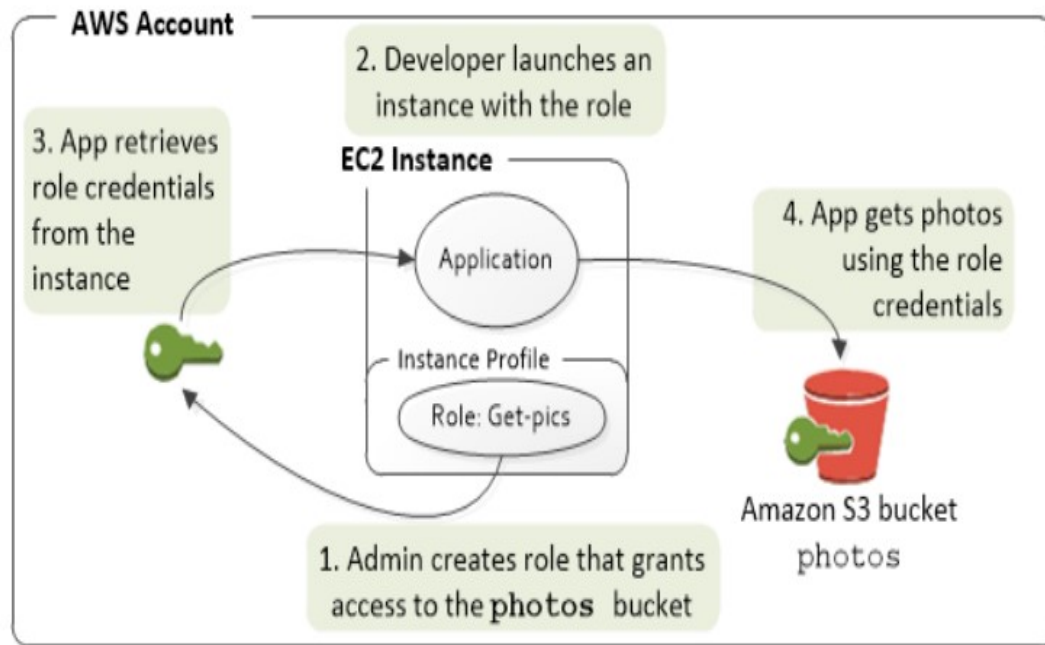 AWS Account
2. Developer launches an
instance with the role
3. App retrieves
role credentials
from the
instance
EC2 Instance
Application
4. App gets photos
using the role
credentials
Instance Profile
Role: Get-pics
Amazon S3 bucket
photos
1. Admin creates role that grants
access to the photos bucket